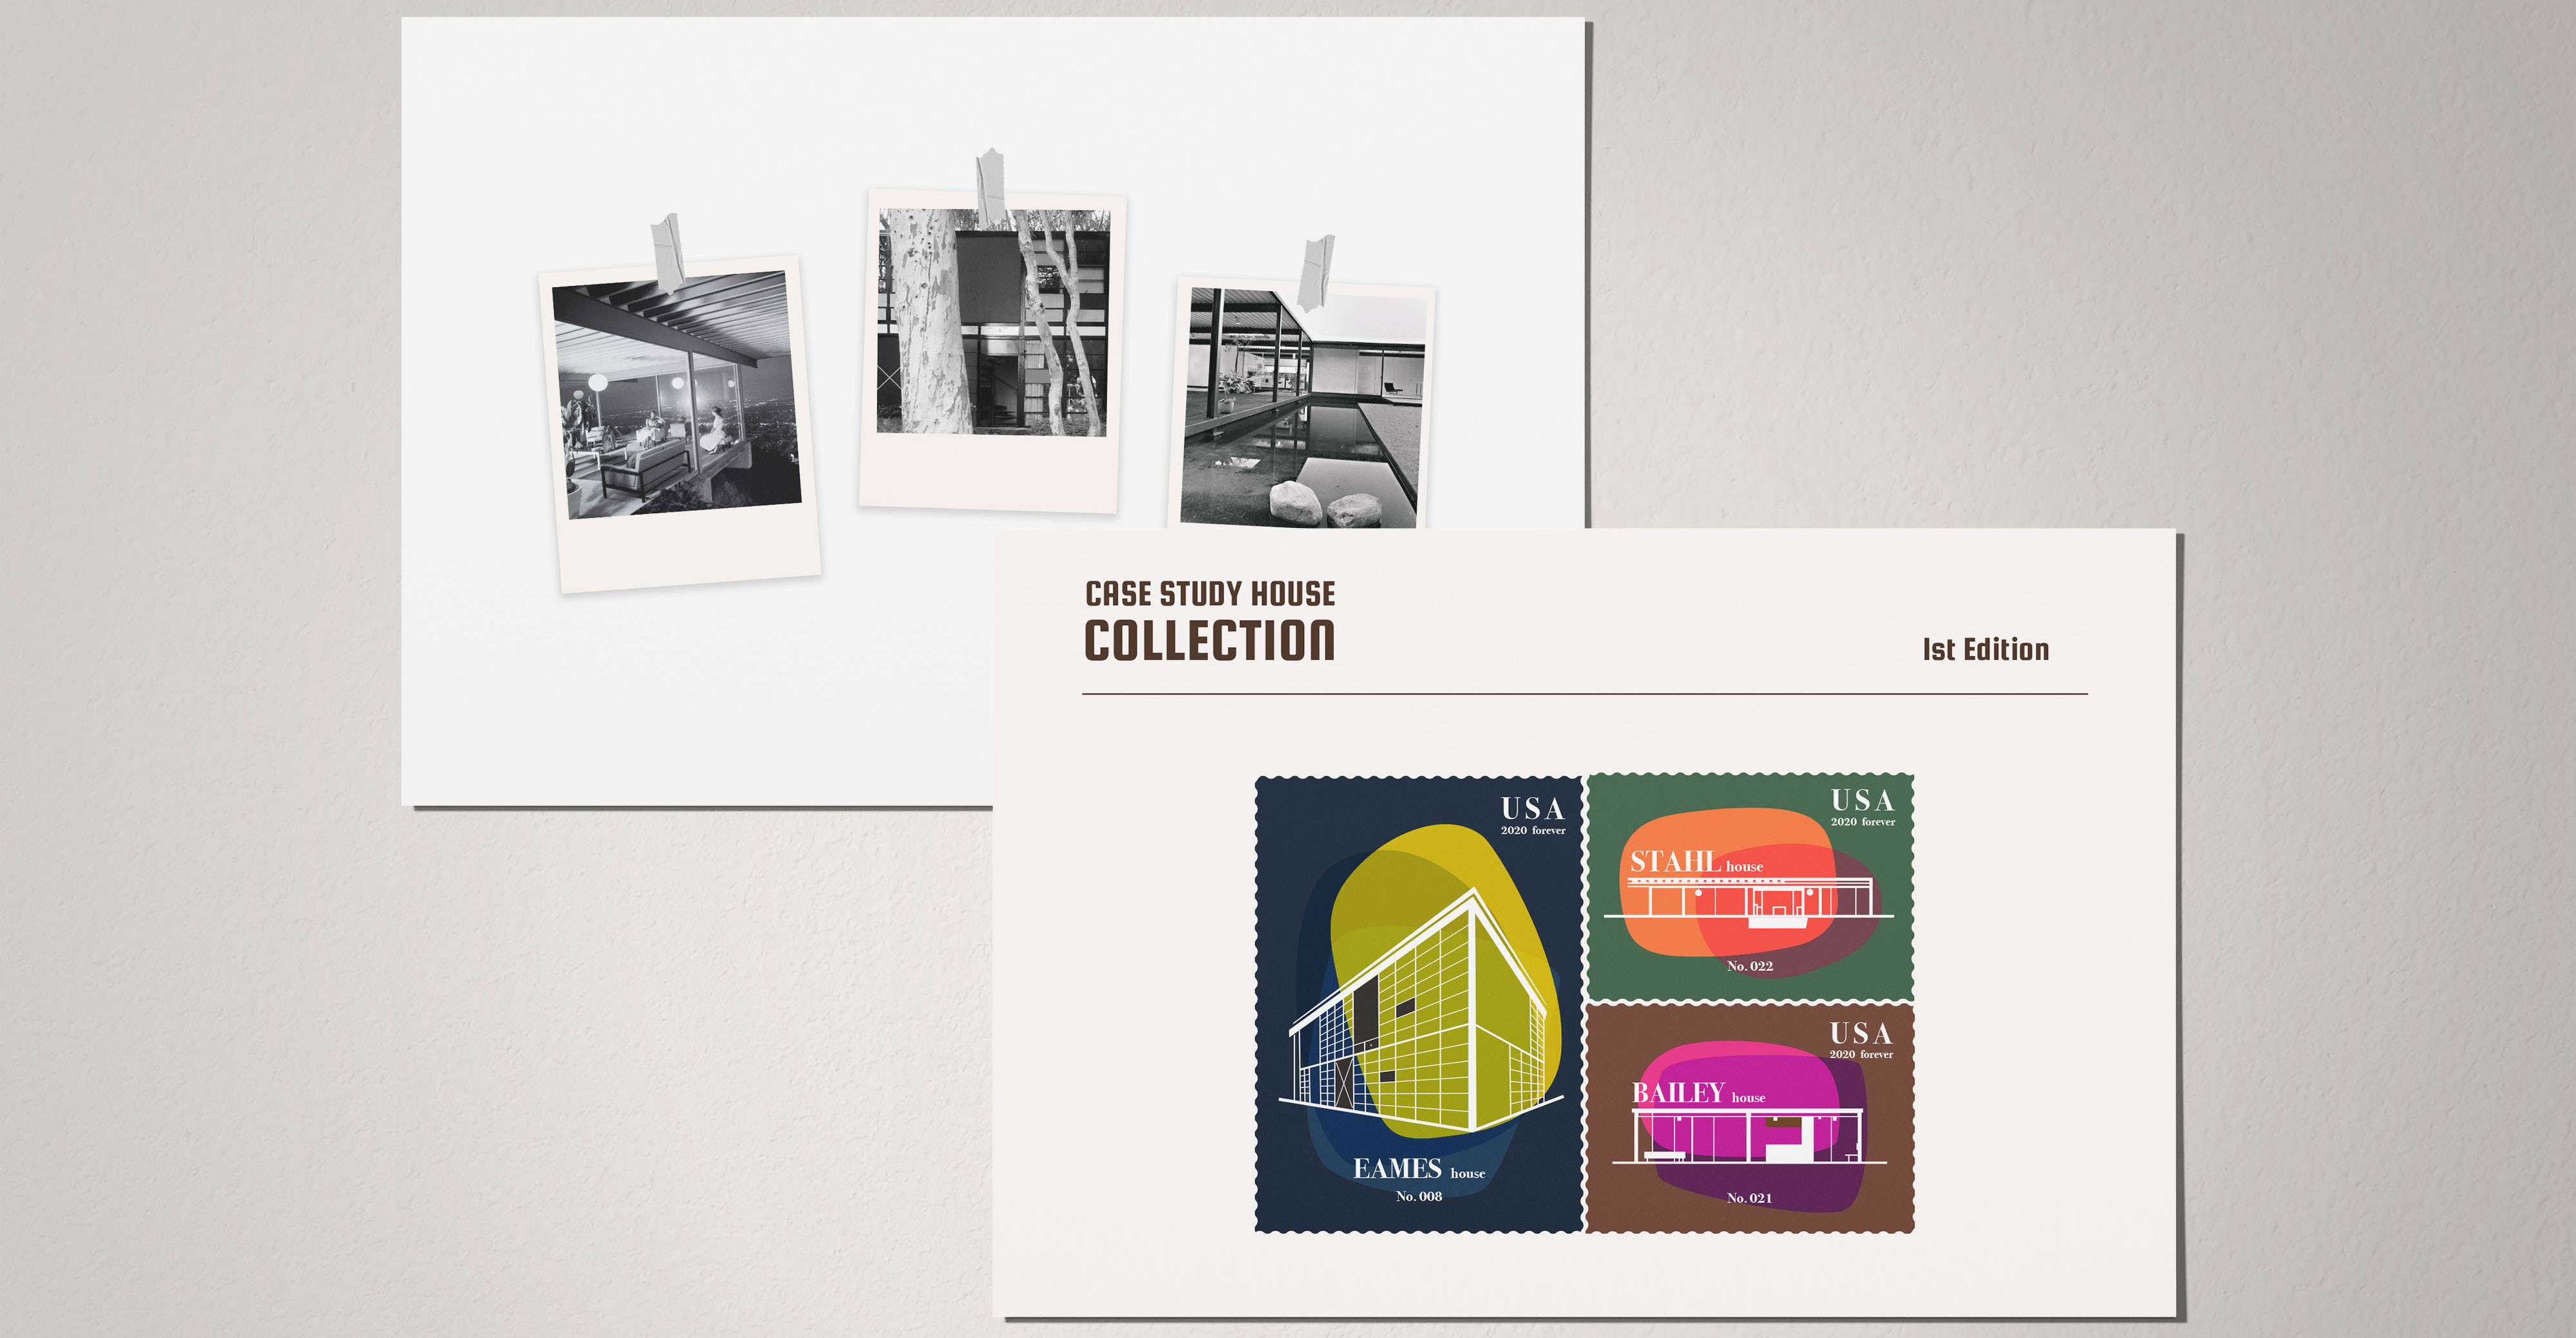 CASE STUDY HOUSE
COLLECTION
1st Edition
USA
2020 forever
EAMES house
No. 008
USA
2020 forever
STAHL house
No. 022
USA
2020 forever
BAILEY house
No. 021